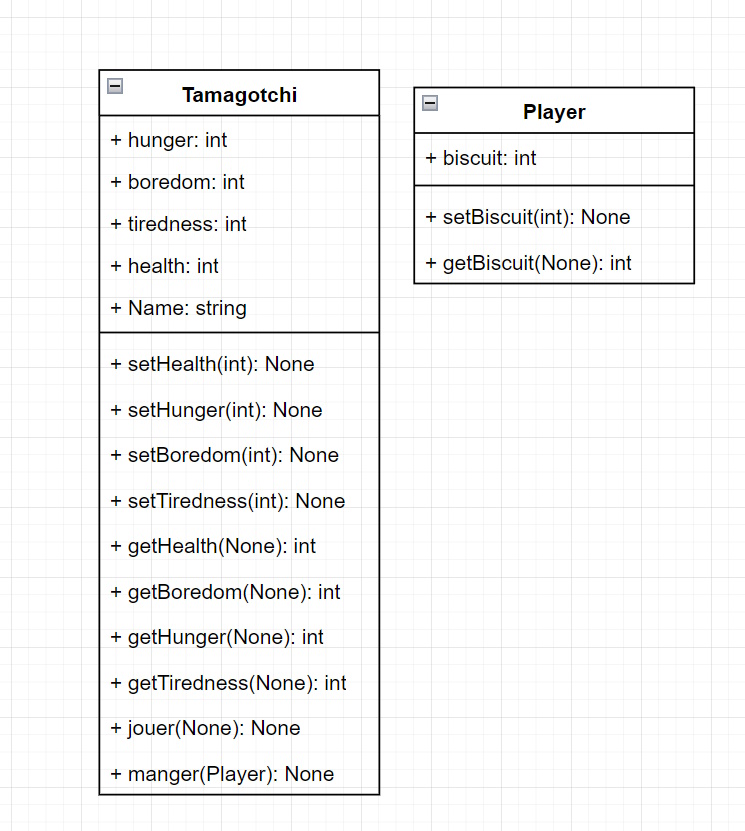 Tamagotchi
+ hunger: int
+ boredom: int
+ tiredness: int
+ health: int
+ Name: string
+ setHealth(int): None
+ setHunger(int): None
+ setBoredom(int): None
+ setTiredness(int): None
+ getHealth(None): int
+ getBoredom(None): int
+ getHunger(None): int
+ getTiredness(None): int
+ jouer(None): None
+ manger(Player): None
Player
+ biscuit: int
+ setBiscuit(int): None
+ getBiscuit(None): int